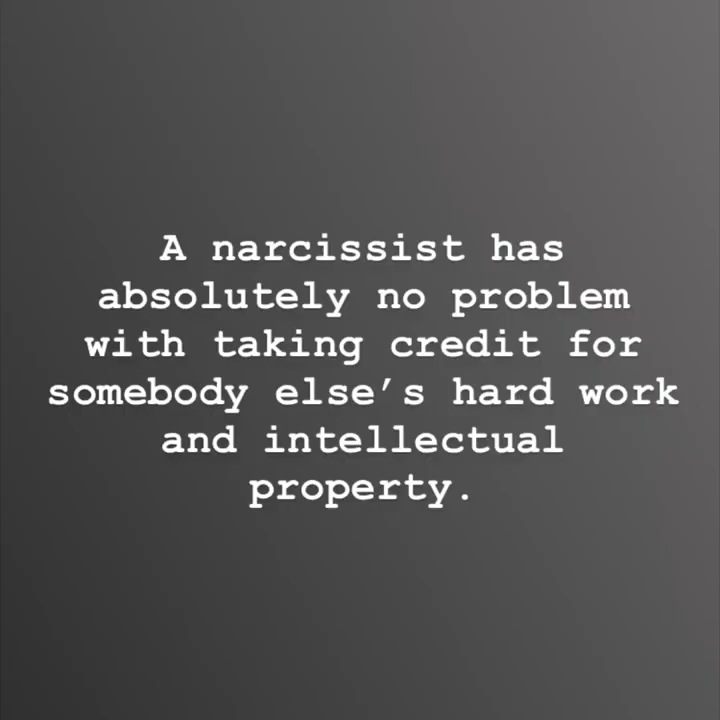 A narcissist has
absolutely no problem
with taking credit for
somebody else’s hard work
and intellectual
property.